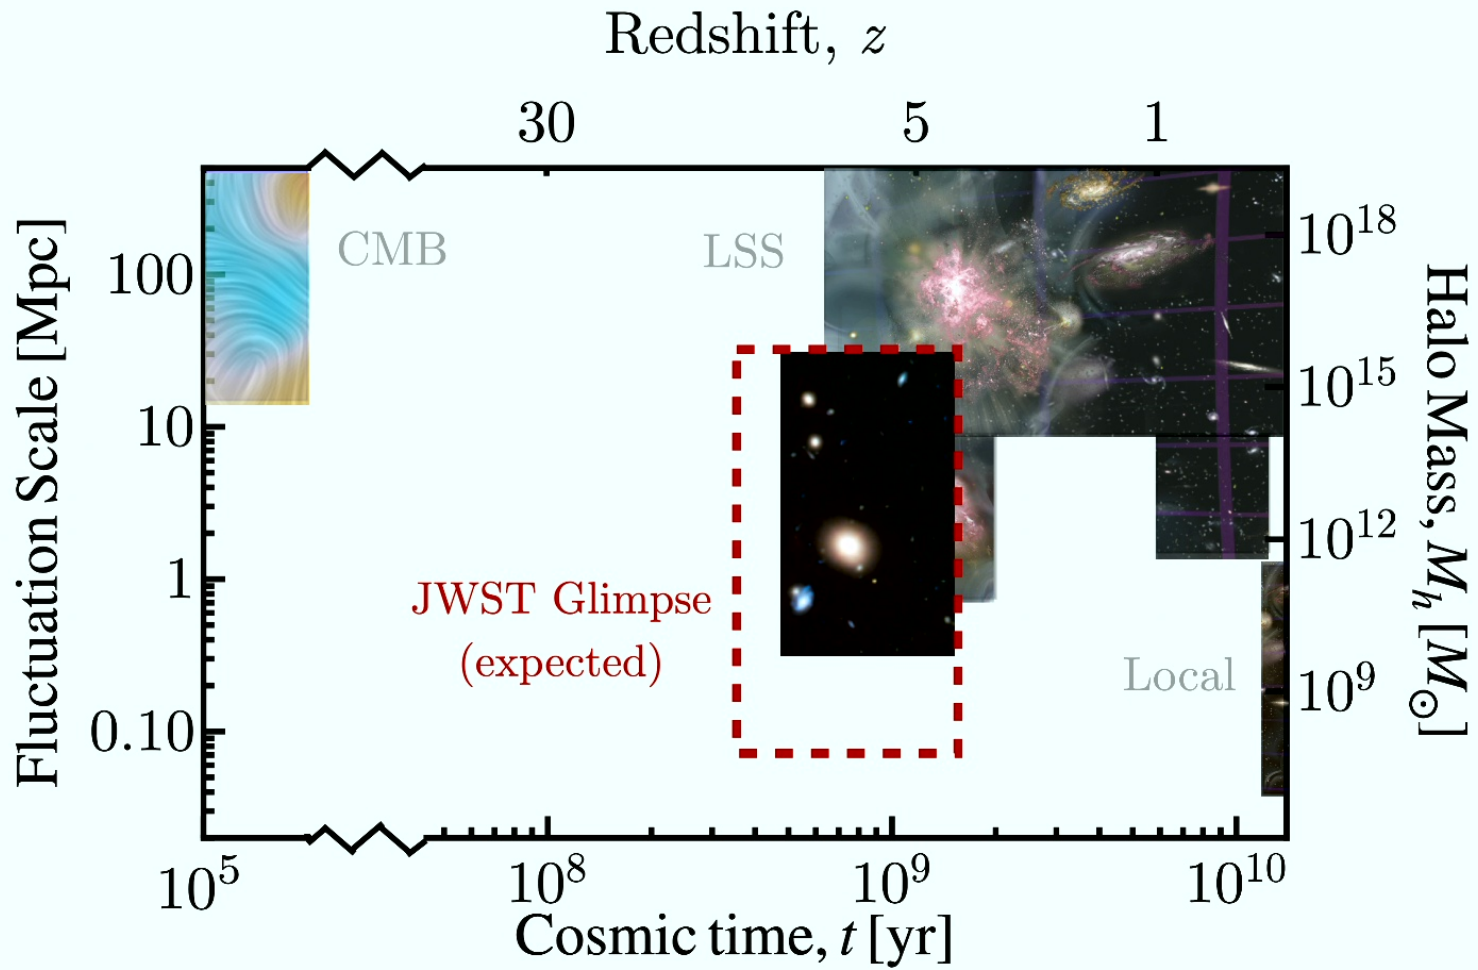 Redshift, z
30
5
1
CMB
LSS
100
10
1
0.10
Fluctuation Scale [Mpc]
10^18
10^15
10^12
10^9
Halo Mass, M_h [M_⊙]
JWST Glimpse
(expected)
Local
10^5
10^8
10^9
10^10
Cosmic time, t [yr]